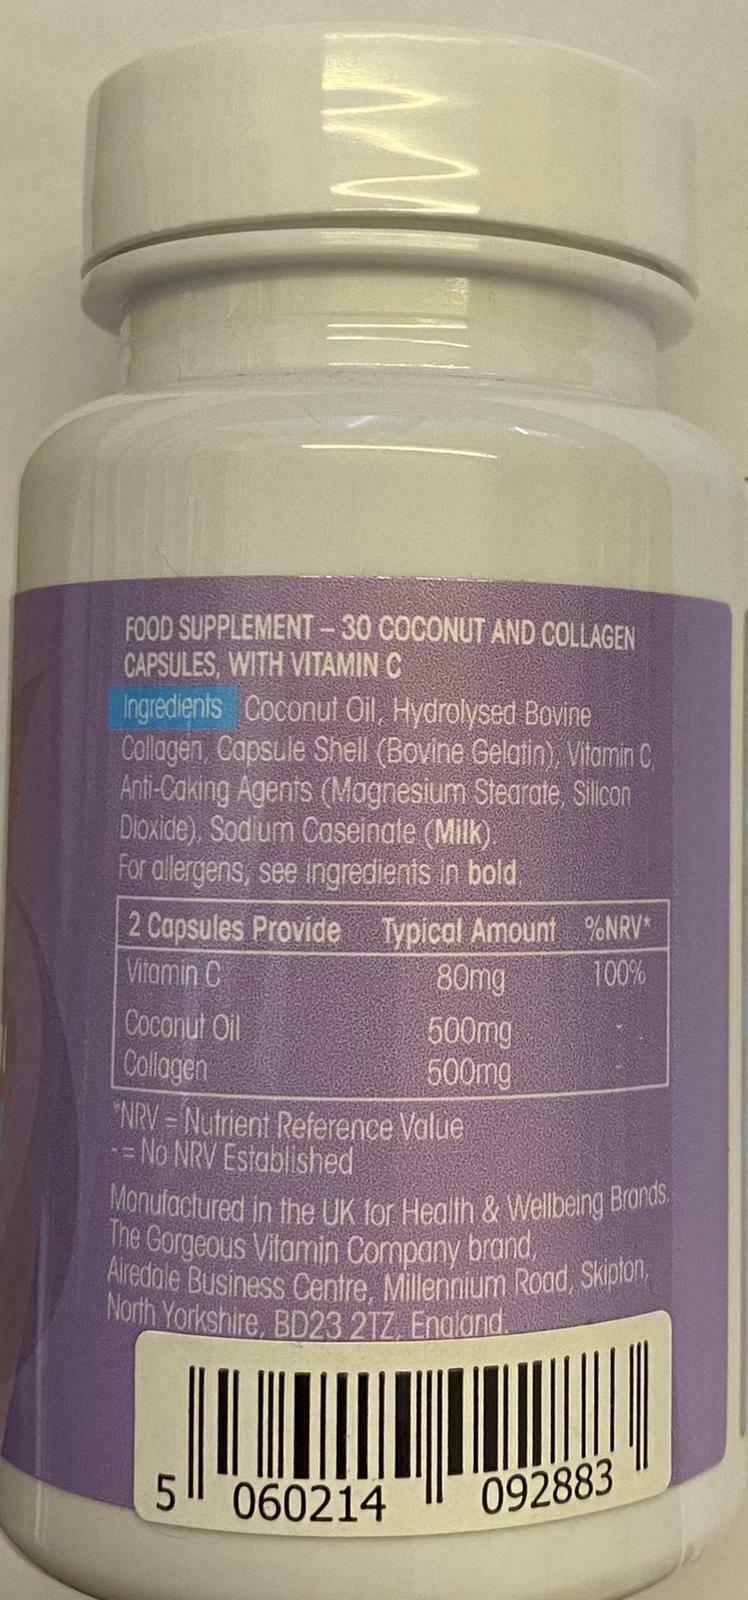 FOOD SUPPLEMENT – 30 COCONUT AND COLLAGEN
CAPSULES, WITH VITAMIN C
Ingredients Coconut Oil, Hydrolysed Bovine
Collagen, Capsule Shell (Bovine Gelatin), Vitamin C,
Anti-Caking Agents (Magnesium Stearate, Silicon
Dioxide), Sodium Caseinate (Milk).
For allergens, see ingredients in bold.
2 Capsules Provide Typical Amount %NRV*
Vitamin C 80mg 100%
Coconut Oil 500mg -
Collagen 500mg -
*NRV = Nutrient Reference Value
- = No NRV Established
Manufactured in the UK for Health & Wellbeing Brands.
The Gorgeous Vitamin Company brand,
Airedale Business Centre, Millennium Road, Skipton,
North Yorkshire, BD23 2TZ, England.
5 060214 092883